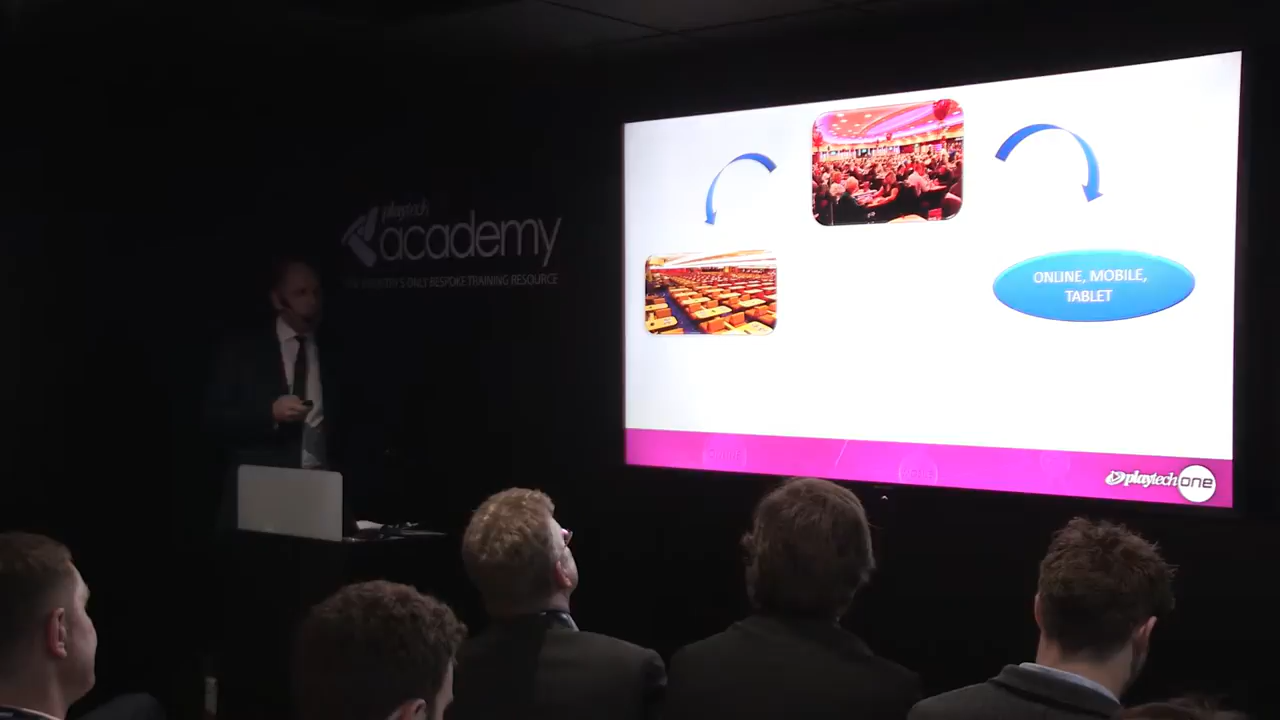 playtech
academy
THE INDUSTRY'S ONLY BESPOKE TRAINING RESOURCE
ONLINE, MOBILE,
TABLET
playtech one